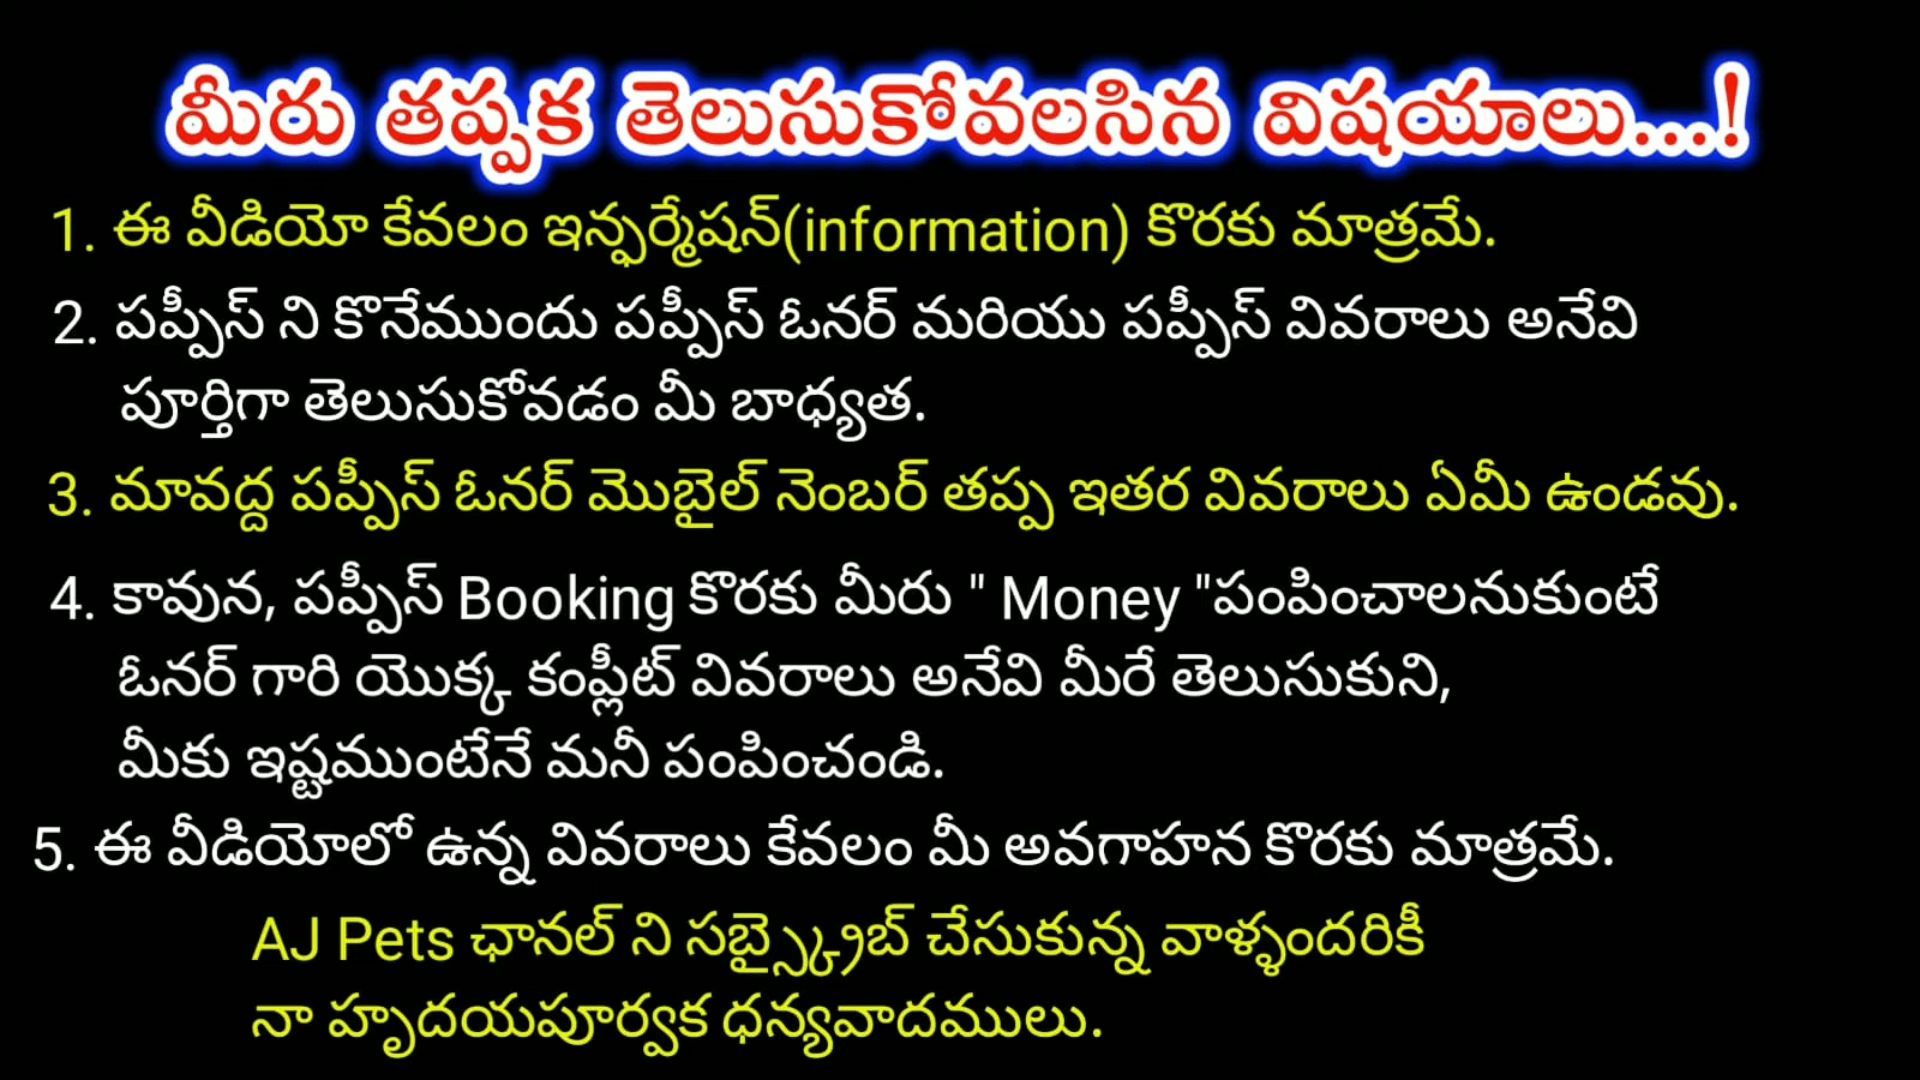 మీరు తప్పక తెలుసుకోవలసిన విషయాలు...!
1. ఈ వీడియో కేవలం ఇన్ఫర్మేషన్(information) కొరకు మాత్రమే.
2. పప్పీస్ ని కొనేముందు పప్పీస్ ఓనర్ మరియు పప్పీస్ వివరాలు అనేవి
పూర్తిగా తెలుసుకోవడం మీ బాధ్యత.
3. మావద్ద పప్పీస్ ఓనర్ మొబైల్ నెంబర్ తప్ప ఇతర వివరాలు ఏమీ ఉండవు.
4. కావున, పప్పీస్ Booking కొరకు మీరు " Money "పంపించాలనుకుంటే
ఓనర్ గారి యొక్క కంప్లీట్ వివరాలు అనేవి మీరే తెలుసుకుని,
మీకు ఇష్టముంటేనే మనీ పంపించండి.
5. ఈ వీడియోలో ఉన్న వివరాలు కేవలం మీ అవగాహన కొరకు మాత్రమే.
AJ Pets ఛానల్ ని సబ్స్క్రైబ్ చేసుకున్న వాళ్ళందరికీ
నా హృదయపూర్వక ధన్యవాదములు.